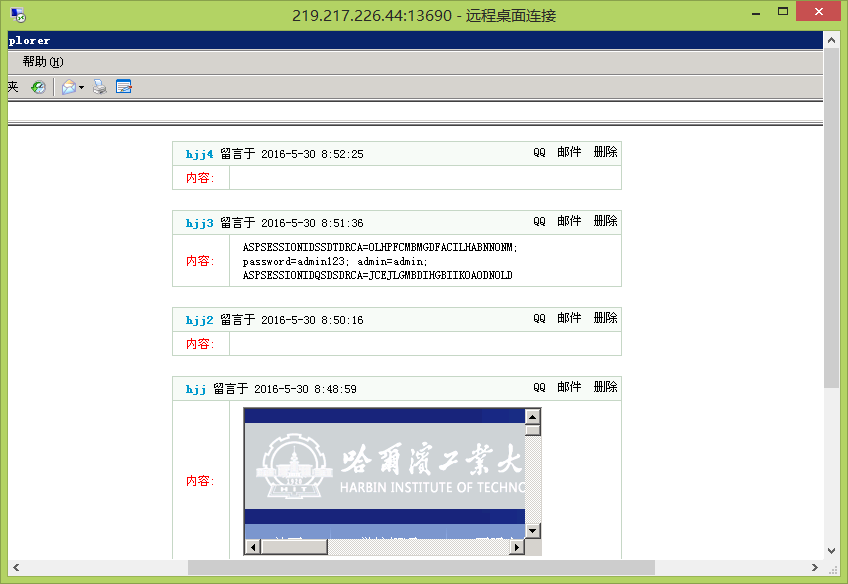 219.217.226.44:13690 - 远程桌面连接
plorer
帮助(H)
夹
hjj4 留言于 2016-5-30 8:52:25 QQ 邮件 删除
内容:
hjj3 留言于 2016-5-30 8:51:36 QQ 邮件 删除
内容:
ASPSESSIONIDSSDTDRCA=OLHPFCMBMGDFACILHABNNONM;
password=admin123; admin=admin;
ASPSESSIONIDQSDSDRCA=JCEJLGMBDIHGBIIKOAODNOLD
hjj2 留言于 2016-5-30 8:50:16 QQ 邮件 删除
内容:
hjj 留言于 2016-5-30 8:48:59 QQ 邮件 删除
内容:
哈爾濱工業大
HARBIN INSTITUTE OF TECHNO
HIT